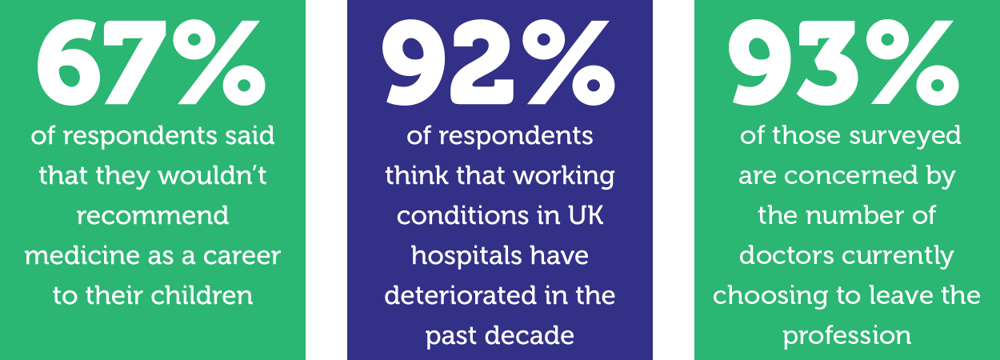 67%
of respondents said
that they wouldn’t
recommend
medicine as a career
to their children
92%
of respondents
think that working
conditions in UK
hospitals have
deteriorated in the
past decade
93%
of those surveyed
are concerned by
the number of
doctors currently
choosing to leave the
profession